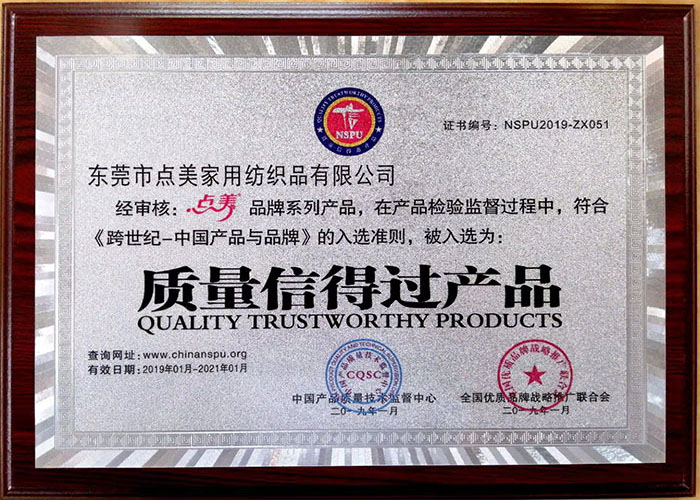 QUALITY TRUSTWORTHY PRODUCTS
NSPU
证书编号：NSPU2019-ZX051
东莞市点美家用纺织品有限公司
经审核：点美 品牌系列产品，在产品检验监督过程中，符合
《跨世纪-中国产品与品牌》的入选准则，被入选为：
质量信得过产品
QUALITY TRUSTWORTHY PRODUCTS
查询网址：www.chinanspu.org
有效日期：2019年01月-2021年01月
CQSC
中国产品质量技术监督中心
二0一九年一月
全国优质品牌战略推广联合会
二0一九年一月